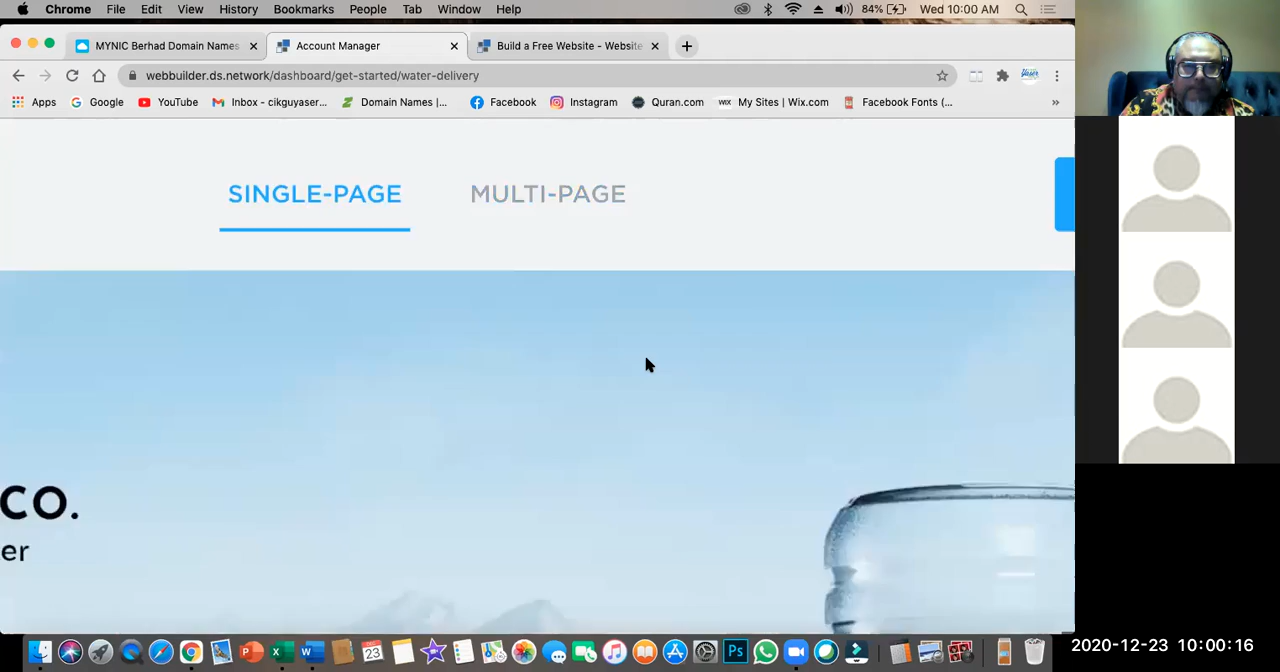 Chrome File Edit View History Bookmarks People Tab Window Help 84% Wed 10:00 AM
MYNIC Berhad Domain Names Account Manager Build a Free Website - Website
webbuilder.ds.network/dashboard/get-started/water-delivery
Apps Google YouTube Inbox - cikguyaser... Domain Names |... Facebook Instagram Quran.com WIX My Sites | Wix.com Facebook Fonts (... »
SINGLE-PAGE MULTI-PAGE
CO.
er
23 Ps
2020-12-23 10:00:16